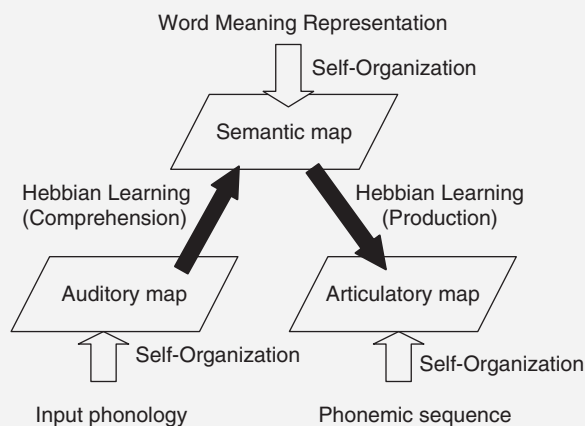 Word Meaning Representation
Self-Organization
Semantic map
Hebbian Learning
(Comprehension)
Hebbian Learning
(Production)
Auditory map
Articulatory map
Self-Organization
Self-Organization
Input phonology
Phonemic sequence